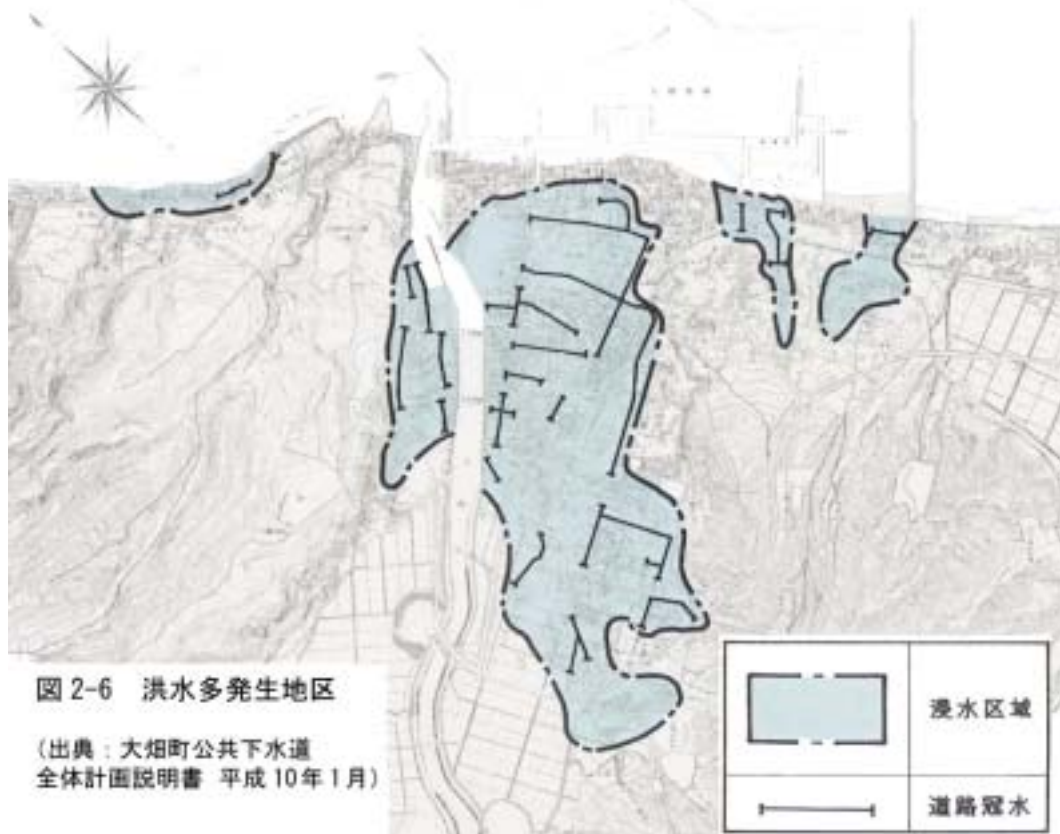 図2-6 洪水多発生地区
(出典：大畑町公共下水道
全体計画説明書 平成10年1月)
浸水区域
道路冠水